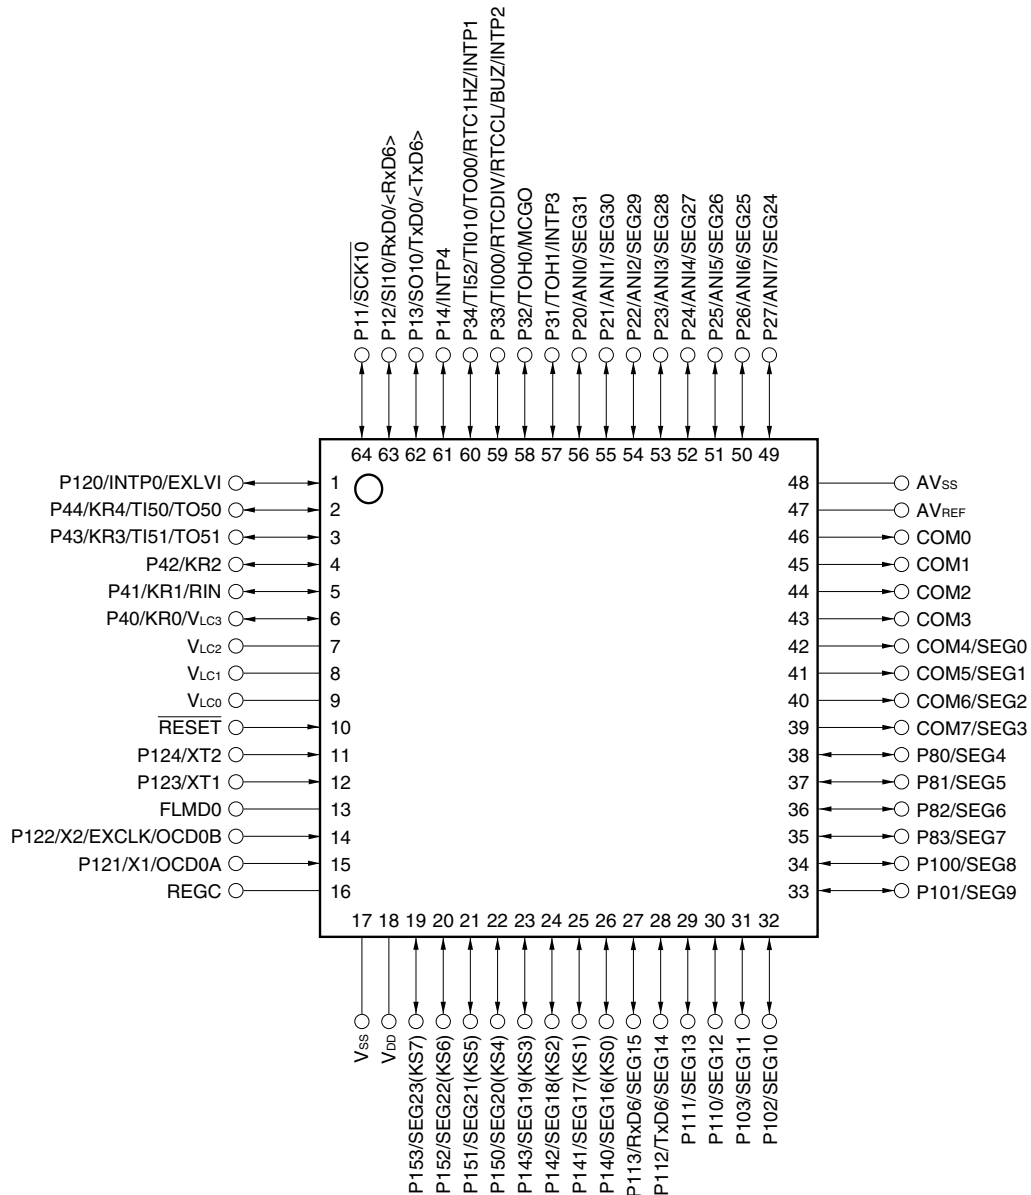 P11/SCK10
P12/SI10/RxD0/<RxD6>
P13/SO10/TxD0/<TxD6>
P14/INTP4
P34/TI52/TI010/TO00/RTC1HZ/INTP1
P33/TI000/RTCDIV/RTCCL/BUZ/INTP2
P32/TOH0/MCGO
P31/TOH1/INTP3
P20/ANI0/SEG31
P21/ANI1/SEG30
P22/ANI2/SEG29
P23/ANI3/SEG28
P24/ANI4/SEG27
P25/ANI5/SEG26
P26/ANI6/SEG25
P27/ANI7/SEG24
64 63 62 61 60 59 58 57 56 55 54 53 52 51 50 49
P120/INTP0/EXLVI 1
P44/KR4/TI50/TO50 2
P43/KR3/TI51/TO51 3
P42/KR2 4
P41/KR1/RIN 5
P40/KR0/VLC3 6
VLC2 7
VLC1 8
VLC0 9
RESET 10
P124/XT2 11
P123/XT1 12
FLMD0 13
P122/X2/EXCLK/OCD0B 14
P121/X1/OCD0A 15
REGC 16
48 AVSS
47 AVREF
46 COM0
45 COM1
44 COM2
43 COM3
42 COM4/SEG0
41 COM5/SEG1
40 COM6/SEG2
39 COM7/SEG3
38 P80/SEG4
37 P81/SEG5
36 P82/SEG6
35 P83/SEG7
34 P100/SEG8
33 P101/SEG9
17 18 19 20 21 22 23 24 25 26 27 28 29 30 31 32
VSS
VDD
P153/SEG23(KS7)
P152/SEG22(KS6)
P151/SEG21(KS5)
P150/SEG20(KS4)
P143/SEG19(KS3)
P142/SEG18(KS2)
P141/SEG17(KS1)
P140/SEG16(KS0)
P113/RxD6/SEG15
P112/TxD6/SEG14
P111/SEG13
P110/SEG12
P103/SEG11
P102/SEG10